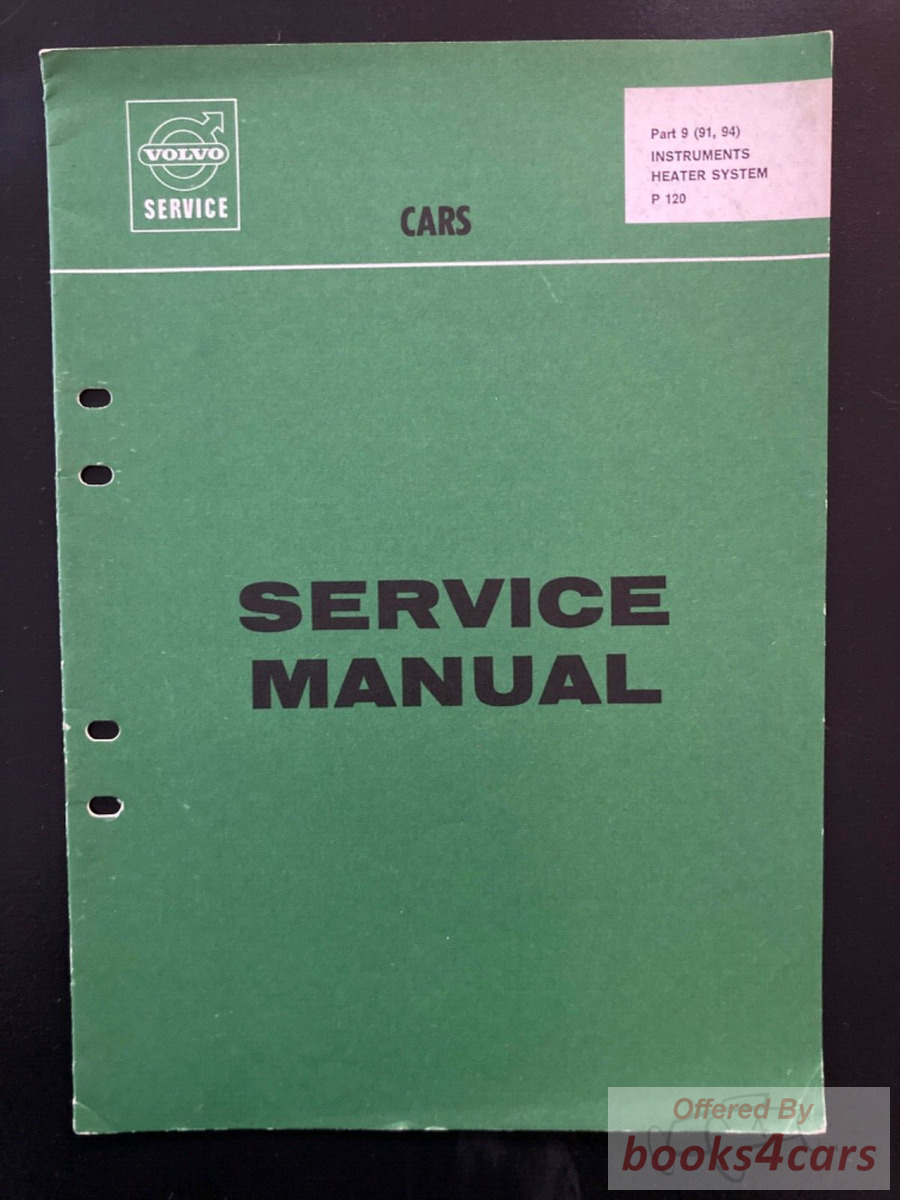 VOLVO
SERVICE
CARS
Part 9 (91, 94)
INSTRUMENTS
HEATER SYSTEM
P 120
SERVICE
MANUAL
Offered By
books4cars